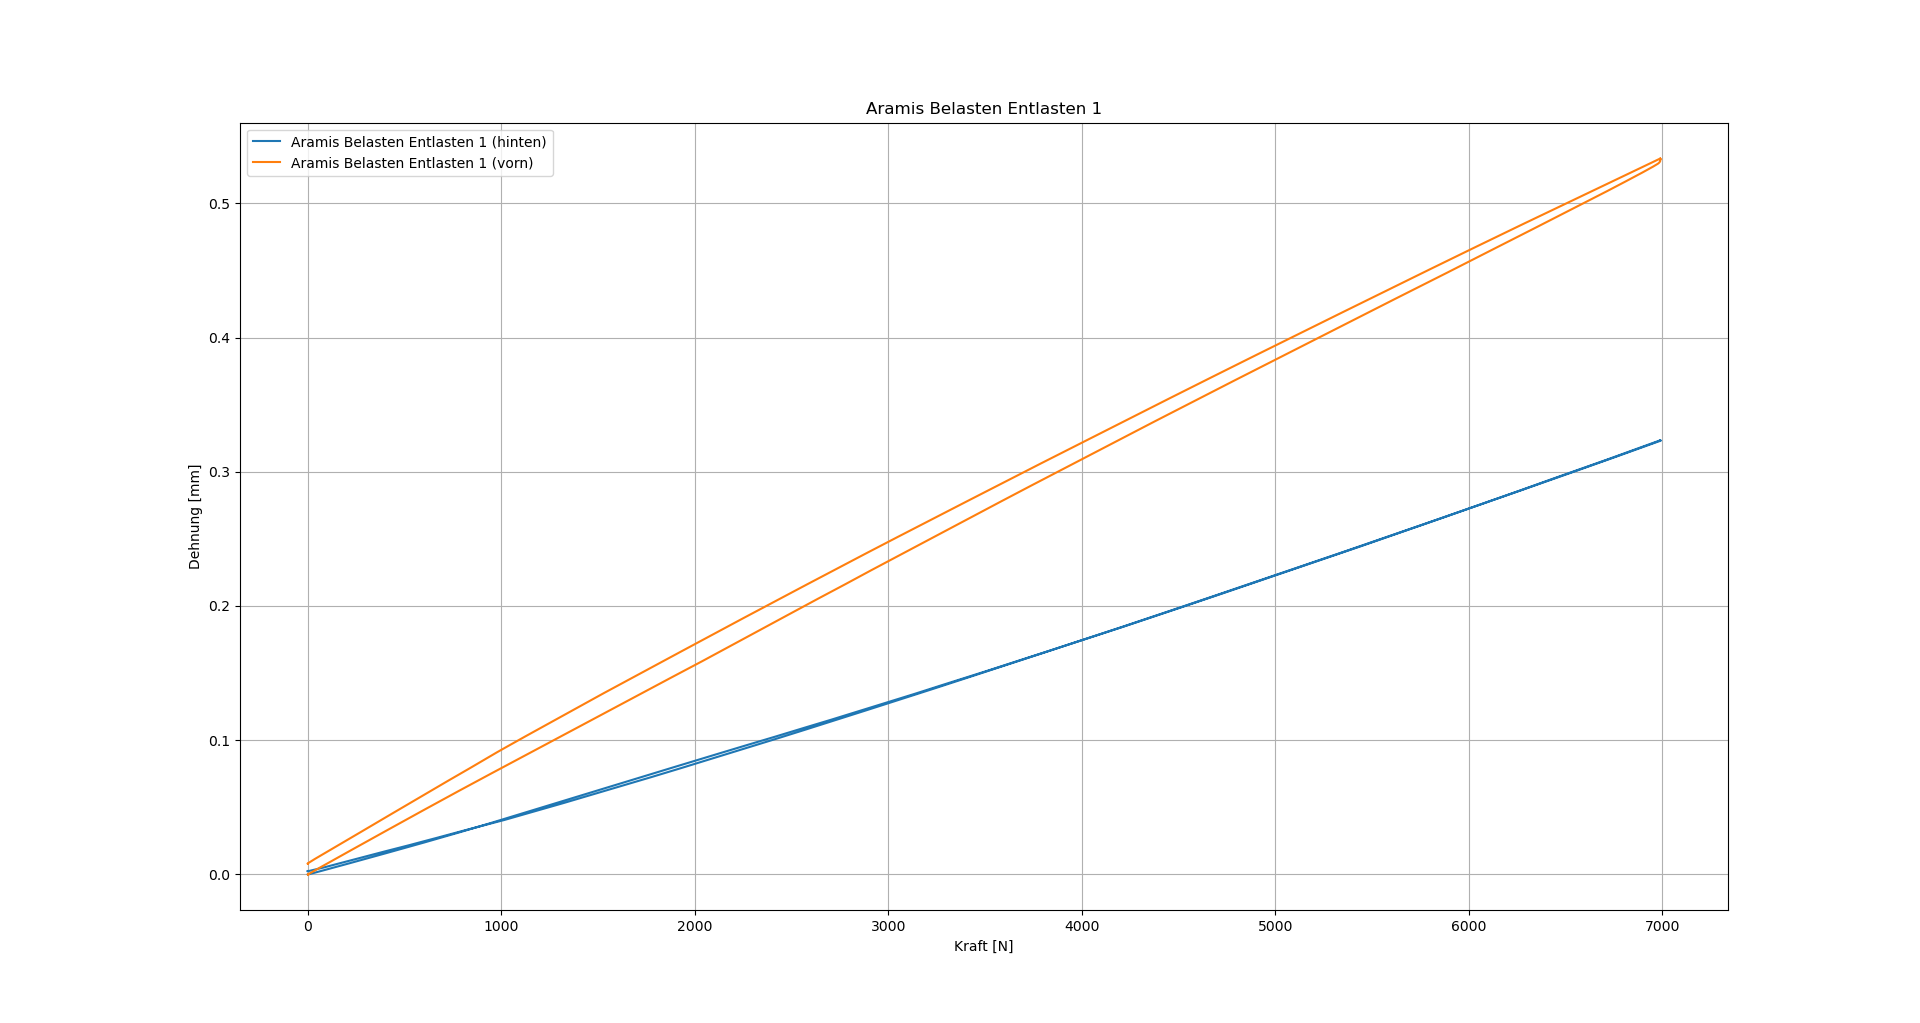 Aramis Belasten Entlasten 1
Aramis Belasten Entlasten 1 (hinten)
Aramis Belasten Entlasten 1 (vorn)
0.5
0.4
0.3
0.2
0.1
0.0
Dehnung [mm]
0 1000 2000 3000 4000 5000 6000 7000
Kraft [N]